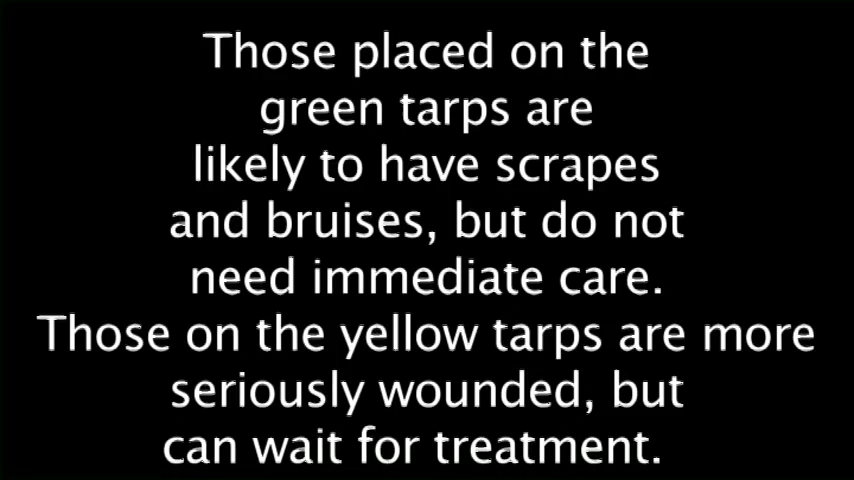 Those placed on the
green tarps are
likely to have scrapes
and bruises, but do not
need immediate care.
Those on the yellow tarps are more
seriously wounded, but
can wait for treatment.